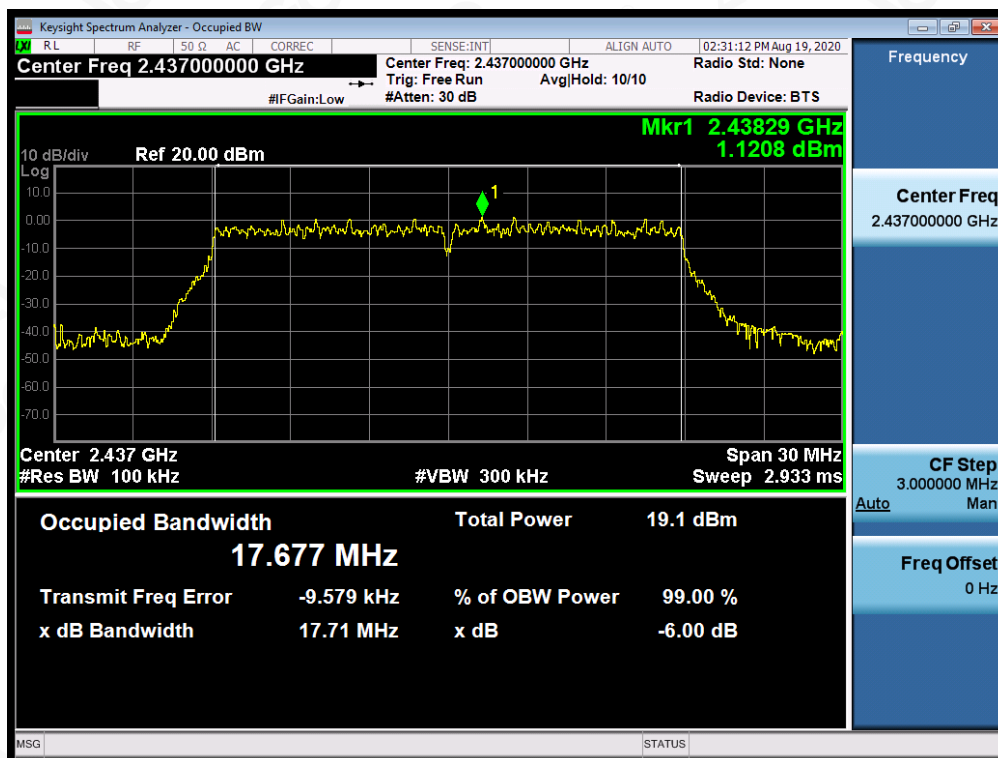 Keysight Spectrum Analyzer - Occupied BW
LXI RL RF 50 Ω AC CORREC SENSE:INT ALIGN AUTO 02:31:12 PM Aug 19, 2020
Center Freq 2.437000000 GHz
Center Freq: 2.437000000 GHz
Radio Std: None
Trig: Free Run Avg|Hold: 10/10
#IFGain:Low
#Atten: 30 dB
Radio Device: BTS
Mkr1 2.43829 GHz
1.1208 dBm
10 dB/div Ref 20.00 dBm
Log
10.0
0.00
-10.0
-20.0
-30.0
-40.0
-50.0
-60.0
-70.0
1
Center 2.437 GHz
Span 30 MHz
#Res BW 100 kHz
#VBW 300 kHz
Sweep 2.933 ms
Occupied Bandwidth
17.677 MHz
Total Power 19.1 dBm
Transmit Freq Error -9.579 kHz
% of OBW Power 99.00 %
x dB Bandwidth 17.71 MHz
x dB -6.00 dB
MSG
STATUS
Frequency
Center Freq
2.437000000 GHz
CF Step
3.000000 MHz
Auto Man
Freq Offset
0 Hz